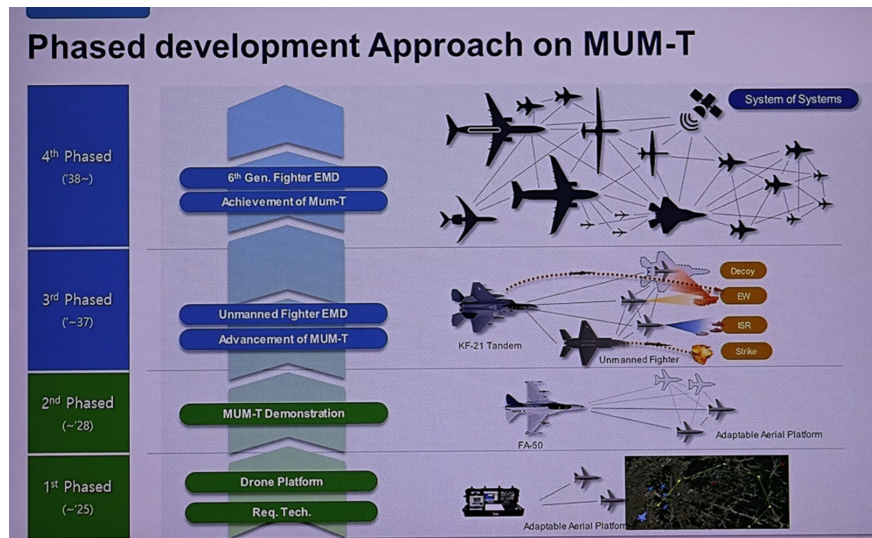 Phased development Approach on MUM-T
System of Systems
4th Phased
('38~)
6th Gen. Fighter EMD
Achievement of Mum-T
3rd Phased
('~37)
Unmanned Fighter EMD
Advancement of MUM-T
KF-21 Tandem
Unmanned Fighter
Decoy
EW
ISR
Strike
2nd Phased
(~'28)
MUM-T Demonstration
FA-50
Adaptable Aerial Platform
1st Phased
(~'25)
Drone Platform
Req. Tech.
Adaptable Aerial Platform